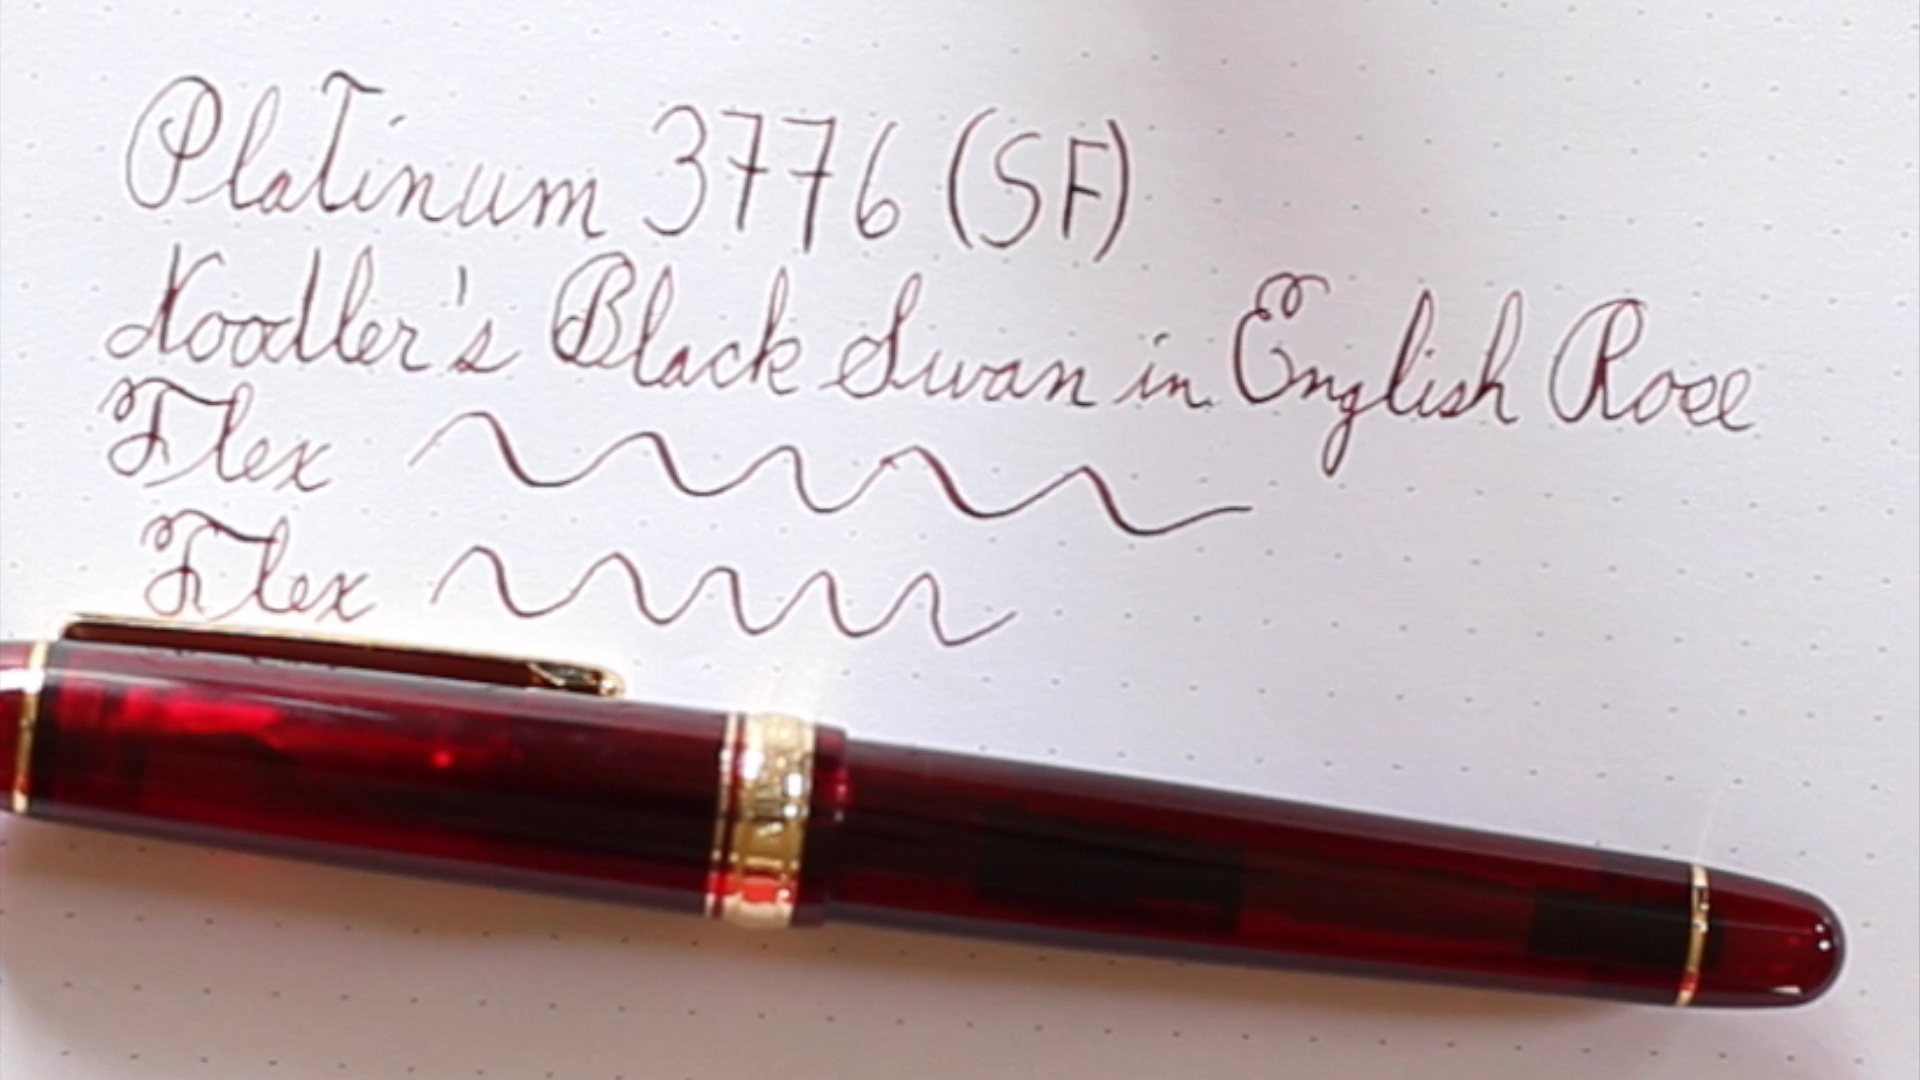 Platinum 3776 (SF)
Noodler's Black Swan in English Rose
Flex
Flex